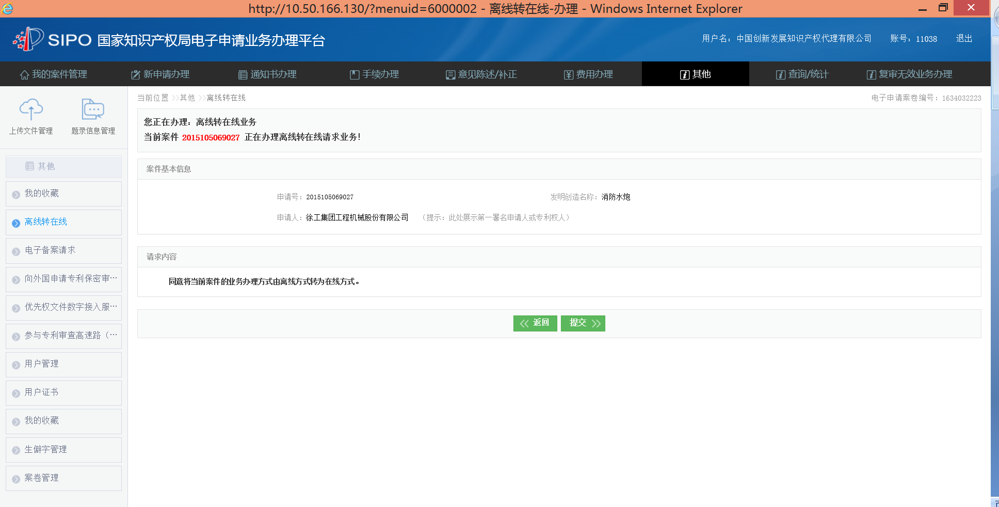 http://10.50.166.130/?menuid=6000002 - 离线转在线-办理 - Windows Internet Explorer
SIPO 国家知识产权局电子申请业务办理平台
用户名：中国创新发展知识产权代理有限公司 账号：11038 退出
我的案件管理 新申请办理 通知书办理 手续办理 意见陈述/补正 费用办理 其他 查询/统计 复审无效业务办理
上传文件管理 题录信息管理
其他
我的收藏
离线转在线
电子备案请求
向外国申请专利保密审…
优先权文件数字接入服…
参与专利审查高速路（…
用户管理
用户证书
我的收藏
生僻字管理
案卷管理
当前位置 >>其他 >>离线转在线
电子申请案卷编号：1634032223
您正在办理：离线转在线业务
当前案件 2015105069027 正在办理离线转在线请求业务！
案件基本信息
申请号：2015105069027 发明创造名称：消防水炮
申请人：徐工集团工程机械股份有限公司 （提示：此处展示第一署名申请人或专利权人）
请求内容
同意将当前案件的业务办理方式由离线方式转为在线方式。
返回 提交